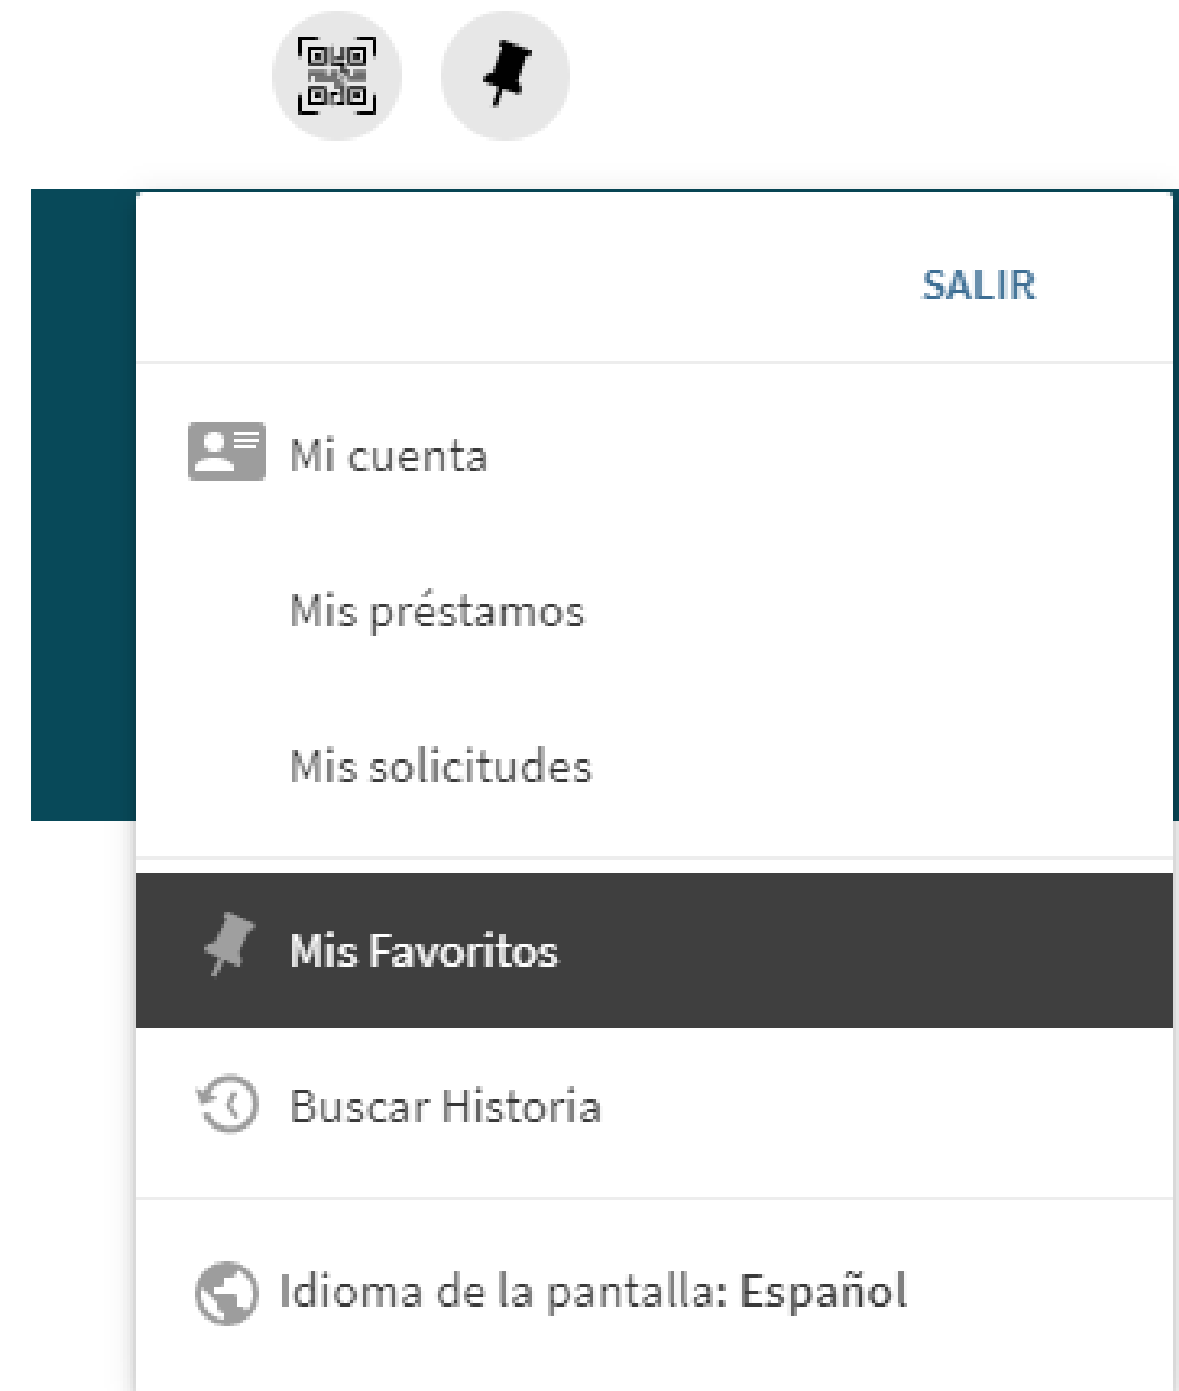 SALIR
Mi cuenta
Mis préstamos
Mis solicitudes
Mis Favoritos
Buscar Historia
Idioma de la pantalla: Español